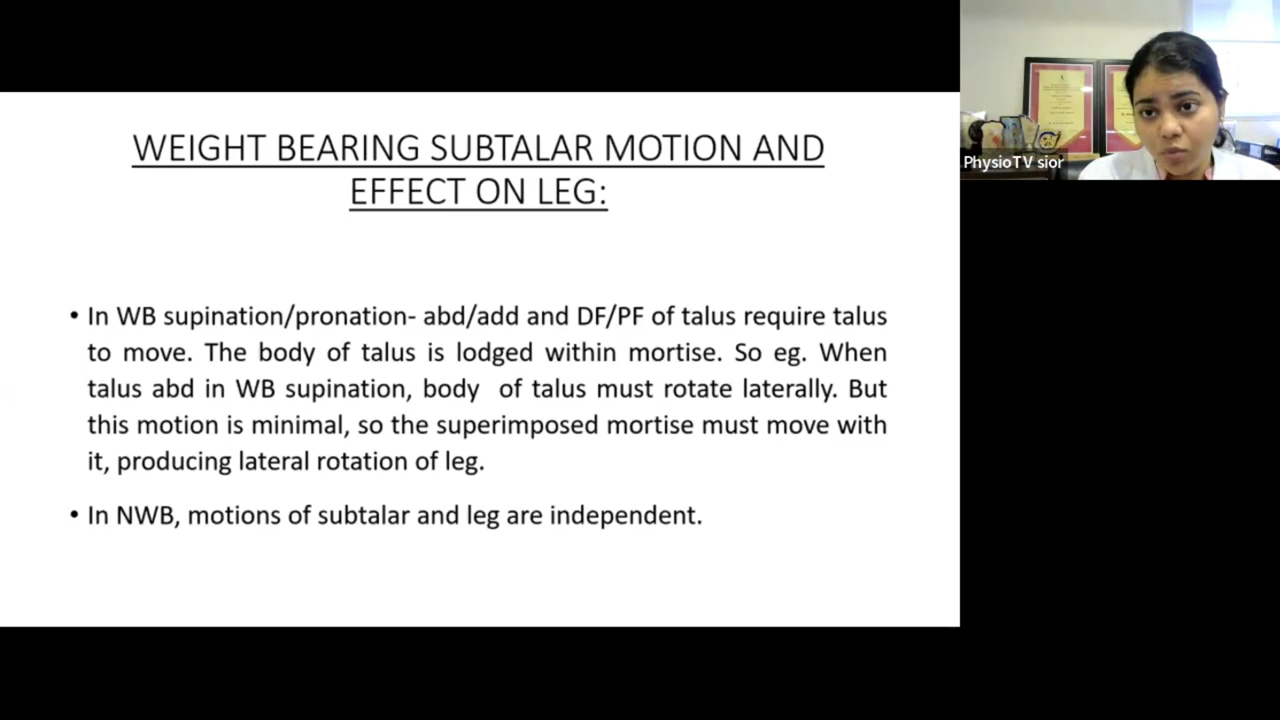 WEIGHT BEARING SUBTALAR MOTION AND
EFFECT ON LEG:
• In WB supination/pronation- abd/add and DF/PF of talus require talus
to move. The body of talus is lodged within mortise. So eg. When
talus abd in WB supination, body of talus must rotate laterally. But
this motion is minimal, so the superimposed mortise must move with
it, producing lateral rotation of leg.
• In NWB, motions of subtalar and leg are independent.
PhysioTV sior